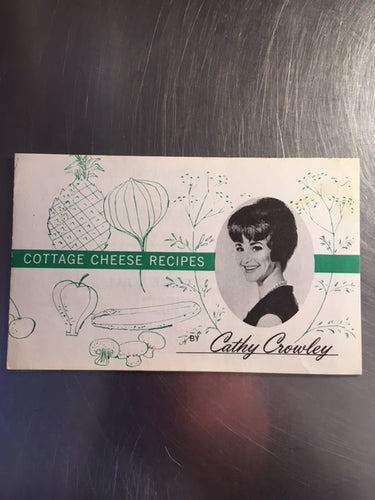 COTTAGE CHEESE RECIPES
BY Cathy Crowley